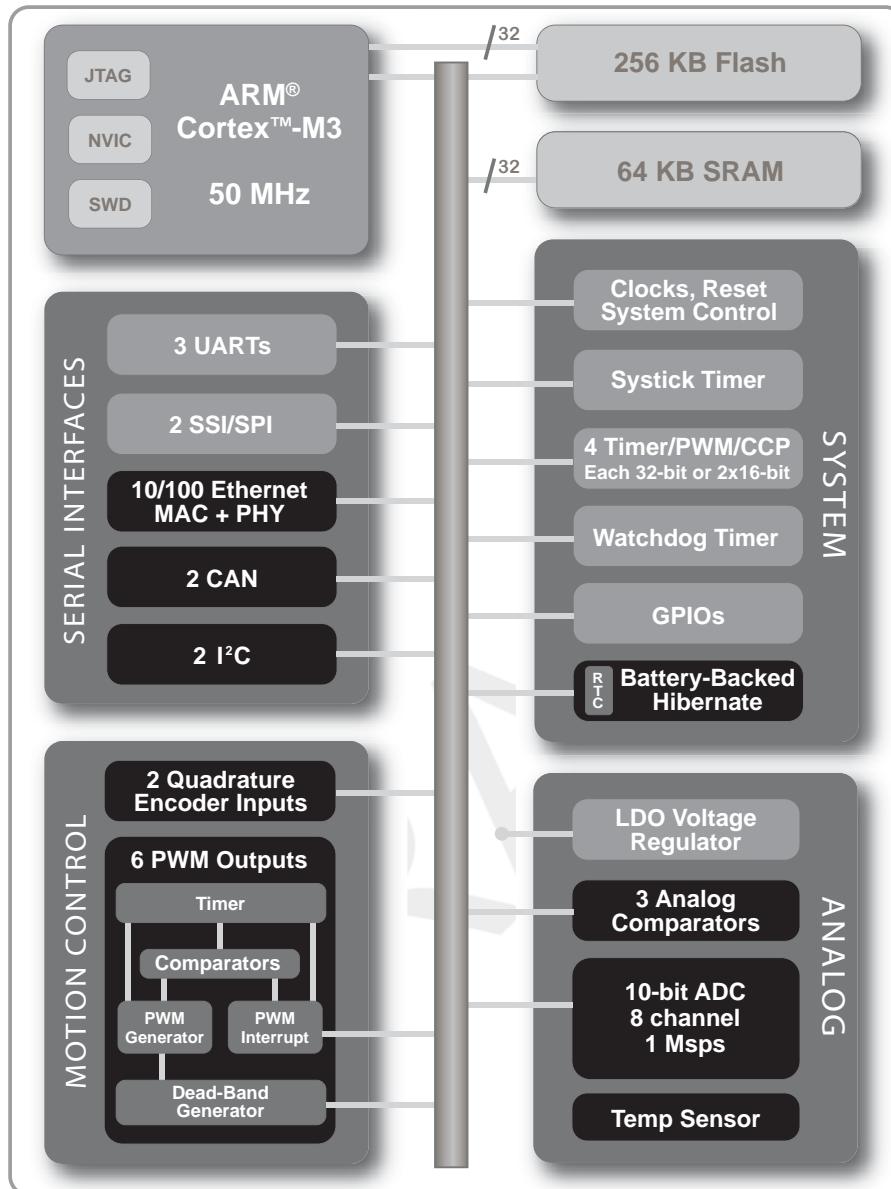 JTAG
NVIC
SWD
ARM®
Cortex™-M3
50 MHz
32
256 KB Flash
32
64 KB SRAM
SERIAL INTERFACES
3 UARTs
2 SSI/SPI
10/100 Ethernet
MAC + PHY
2 CAN
2 I²C
SYSTEM
Clocks, Reset
System Control
Systick Timer
4 Timer/PWM/CCP
Each 32-bit or 2x16-bit
Watchdog Timer
GPIOs
RTC
Battery-Backed
Hibernate
MOTION CONTROL
2 Quadrature
Encoder Inputs
6 PWM Outputs
Timer
Comparators
PWM
Generator
PWM
Interrupt
Dead-Band
Generator
ANALOG
LDO Voltage
Regulator
3 Analog
Comparators
10-bit ADC
8 channel
1 Msps
Temp Sensor